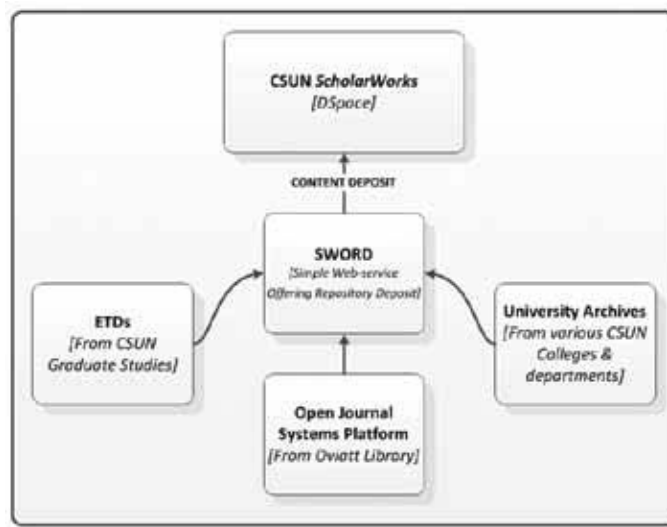 CSUN ScholarWorks
[DSpace]
CONTENT DEPOSIT
SWORD
[Simple Web-service
Offering Repository Deposit]
ETDs
[From CSUN
Graduate Studies]
University Archives
[From various CSUN
Colleges &
departments]
Open Journal
Systems Platform
[From Oviatt Library]